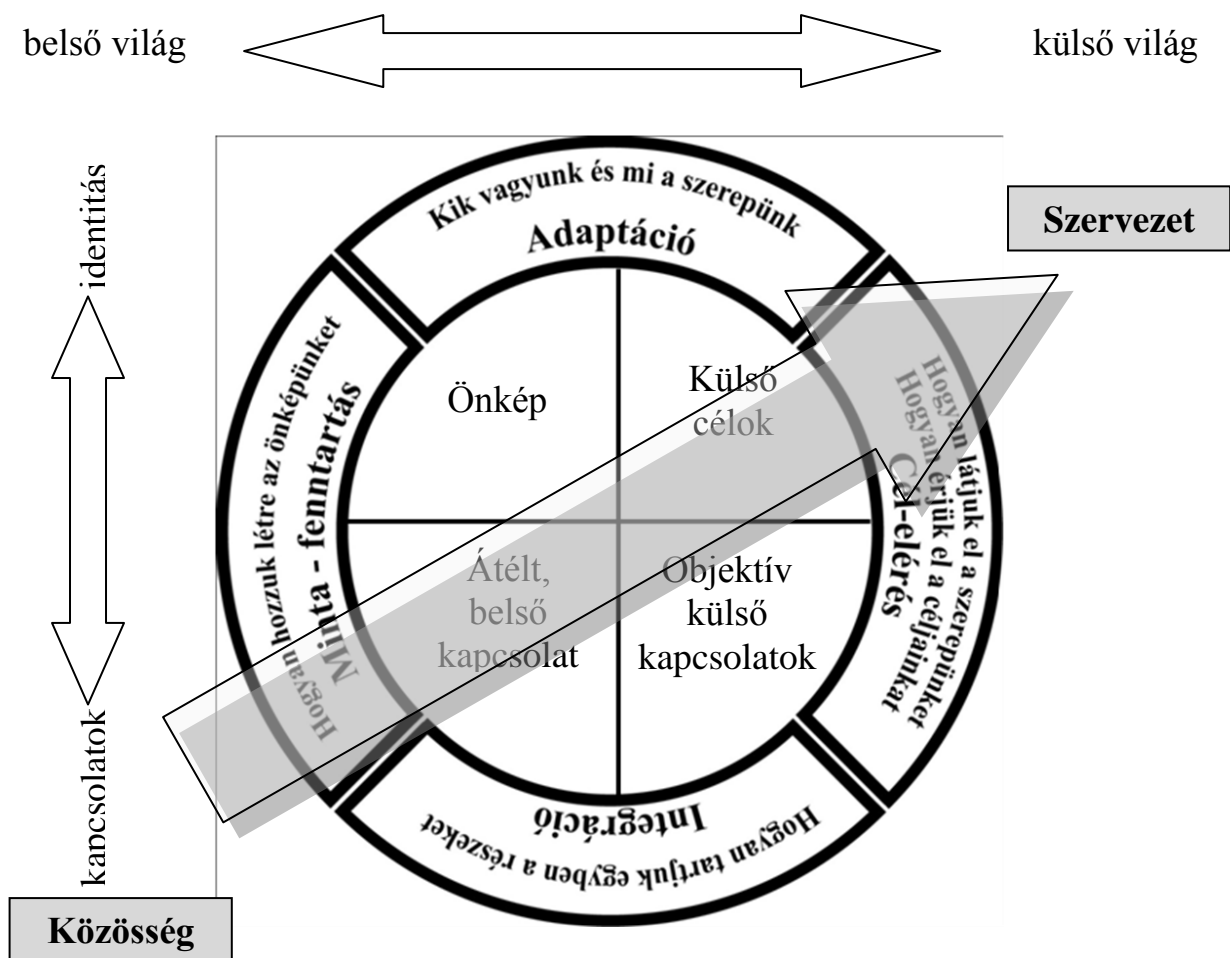 belső világ
külső világ
identitás
kapcsolatok
Szervezet
Közösség
Kik vagyunk és mi a szerepünk
Adaptáció
Hogyan hozzuk létre az önképünket
Minta - fenntartás
Önkép
Külső
célok
Átélt,
belső
kapcsolat
Objektív
külső
kapcsolatok
Hogyan látjuk el a szerepünket
Hogyan érjük el a céljainkat
Cél-elérés
Integráció
Hogyan tartjuk egyben a részeket